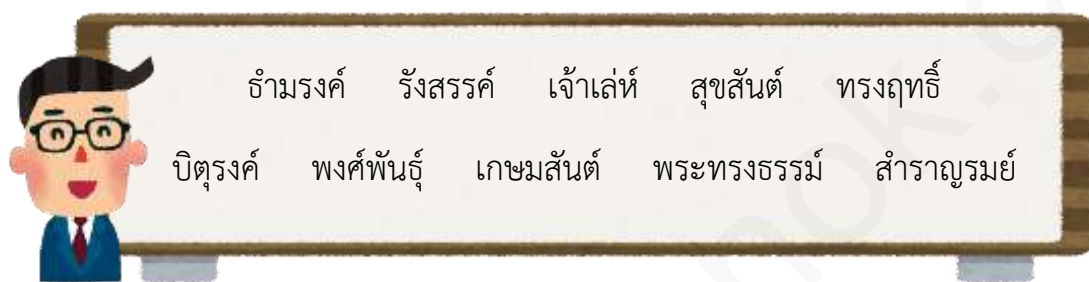 ธำมรงค์ รังสรรค์ เจ้าเล่ห์ สุขสันต์ ทรงฤทธิ์
บิตุรงค์ พงศ์พันธุ์ เกษมสันต์ พระทรงธรรม์ สำราญรมย์